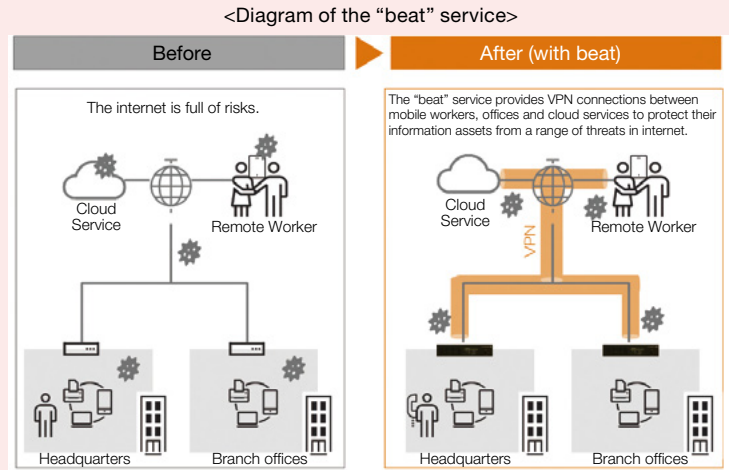 <Diagram of the “beat” service>
Before
After (with beat)
The internet is full of risks.
Cloud
Service
Remote Worker
Headquarters
Branch offices
The “beat” service provides VPN connections between
mobile workers, offices and cloud services to protect their
information assets from a range of threats in internet.
Cloud
Service
Remote Worker
VPN
Headquarters
Branch offices